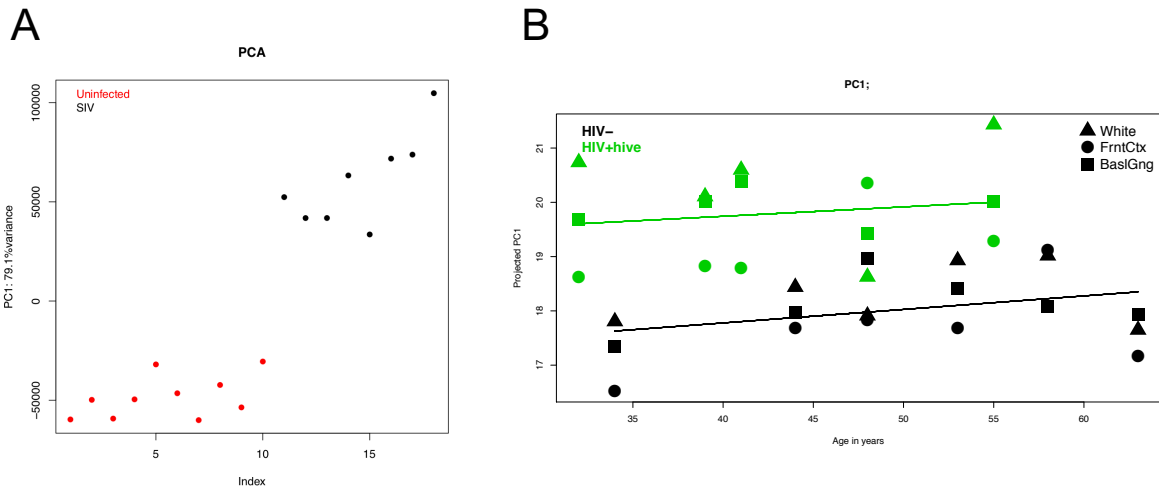 A
PCA
Uninfected
SIV
100000
50000
0
−50000
PC1: 79.1%variance
5
10
15
Index
B
PC1;
HIV−
HIV+hive
White
FrntCtx
BaslGng
21
20
19
18
17
Projected PC1
35
40
45
50
55
60
Age in years